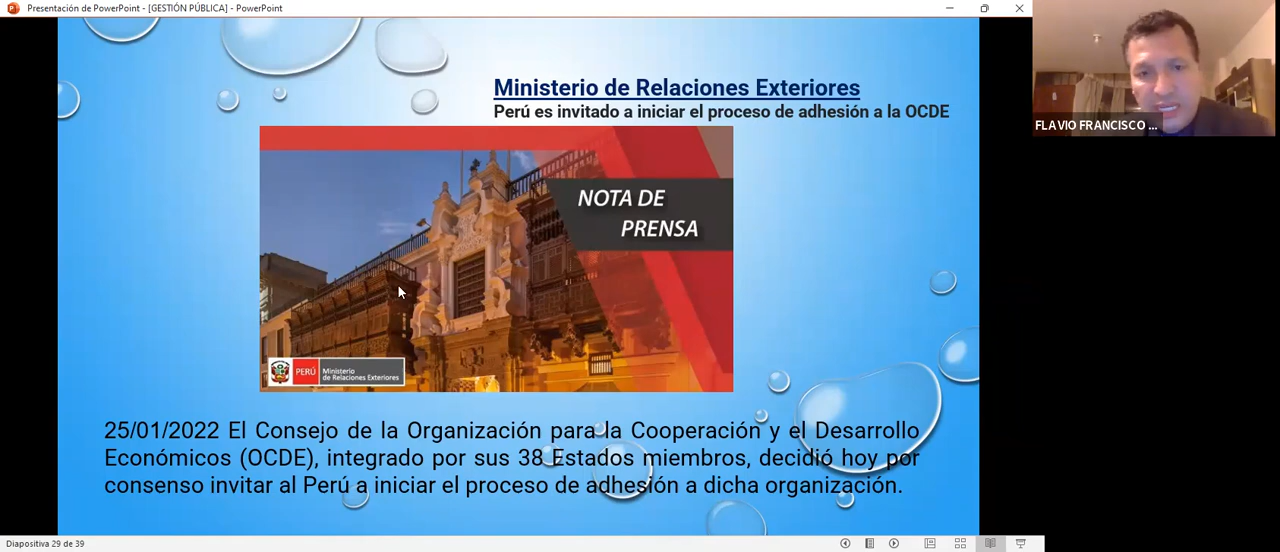 Presentación de PowerPoint - [GESTIÓN PÚBLICA] - PowerPoint
FLAVIO FRANCISCO ...
Ministerio de Relaciones Exteriores
Perú es invitado a iniciar el proceso de adhesión a la OCDE
NOTA DE
PRENSA
PERÚ
Ministerio
de Relaciones Exteriores
25/01/2022 El Consejo de la Organización para la Cooperación y el Desarrollo
Económicos (OCDE), integrado por sus 38 Estados miembros, decidió hoy por
consenso invitar al Perú a iniciar el proceso de adhesión a dicha organización.
Diapositiva 29 de 39